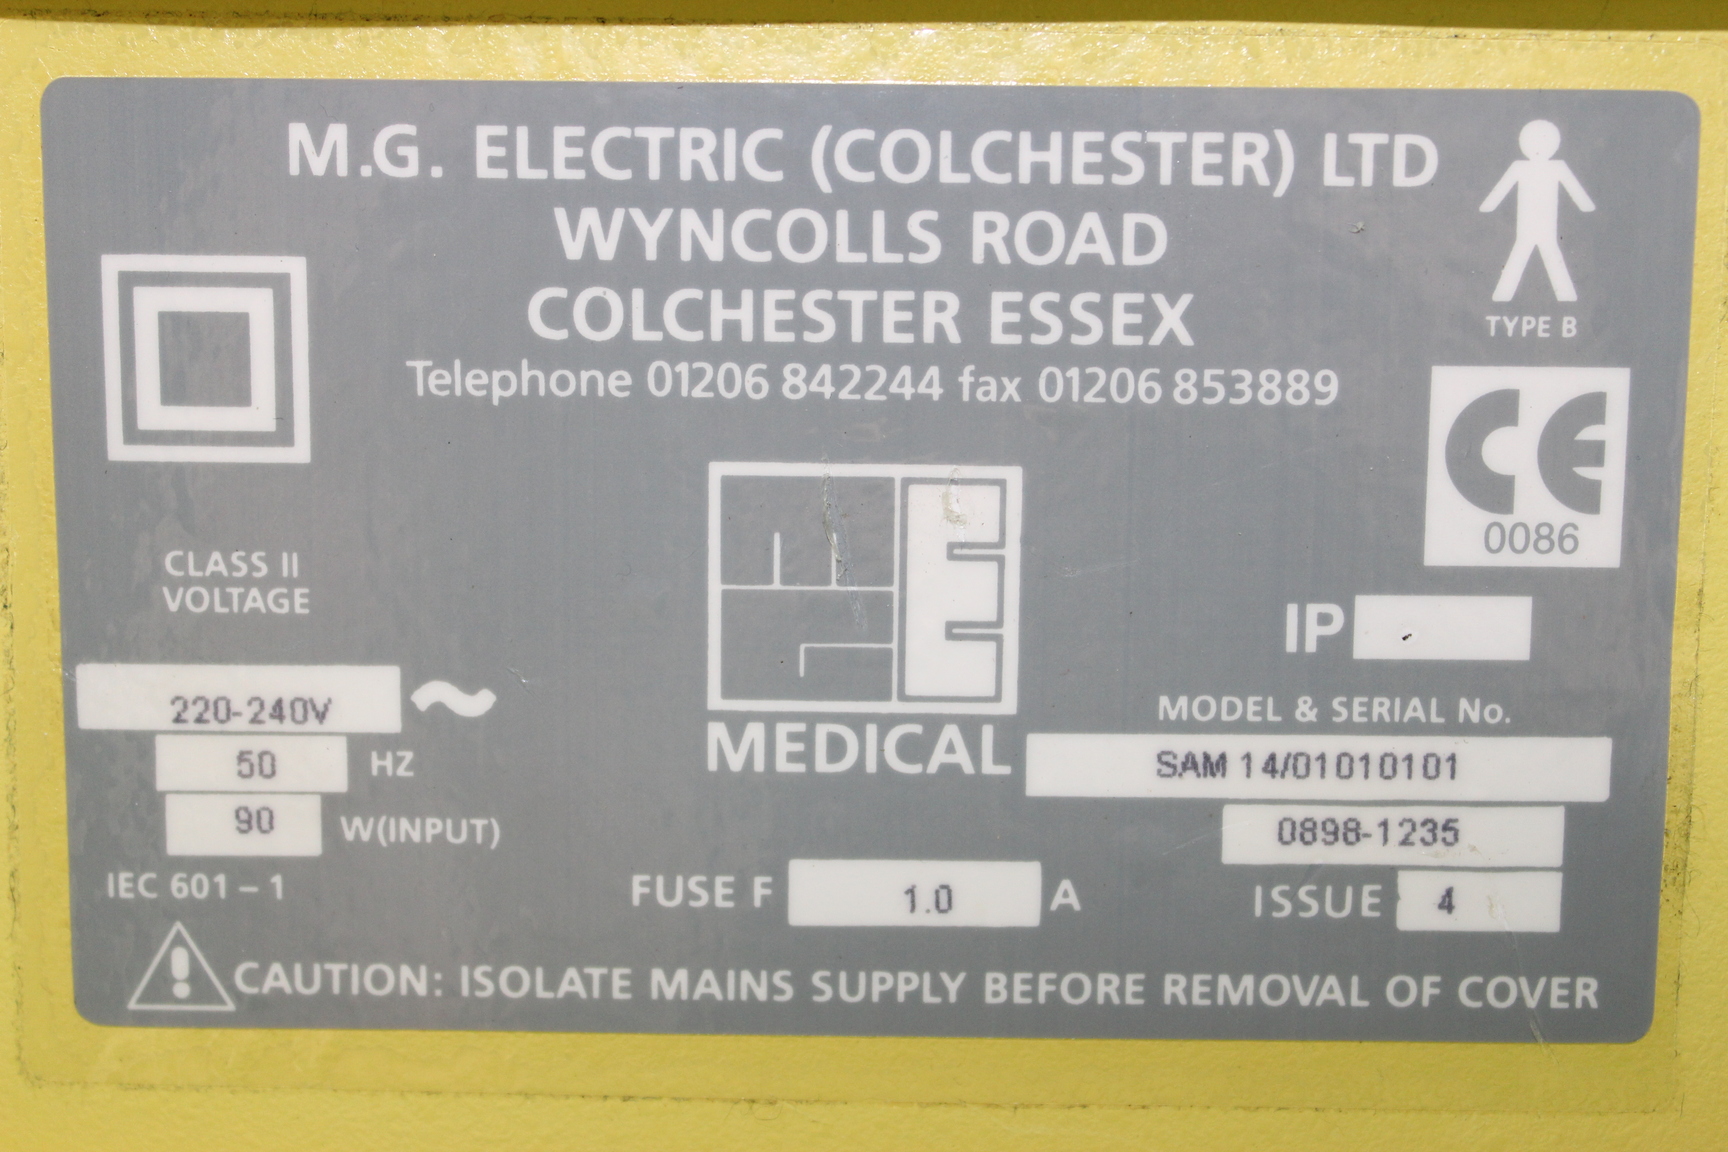 M.G. ELECTRIC (COLCHESTER) LTD
WYNCOLLS ROAD
COLCHESTER ESSEX
Telephone 01206 842244 fax 01206 853889
TYPE B
CE
0086
CLASS II
VOLTAGE
220-240V ~
50 HZ
90 W(INPUT)
IEC 601 – 1
MEDICAL
IP
MODEL & SERIAL No.
SAM 14/01010101
0898-1235
FUSE F 1.0 A
ISSUE 4
CAUTION: ISOLATE MAINS SUPPLY BEFORE REMOVAL OF COVER